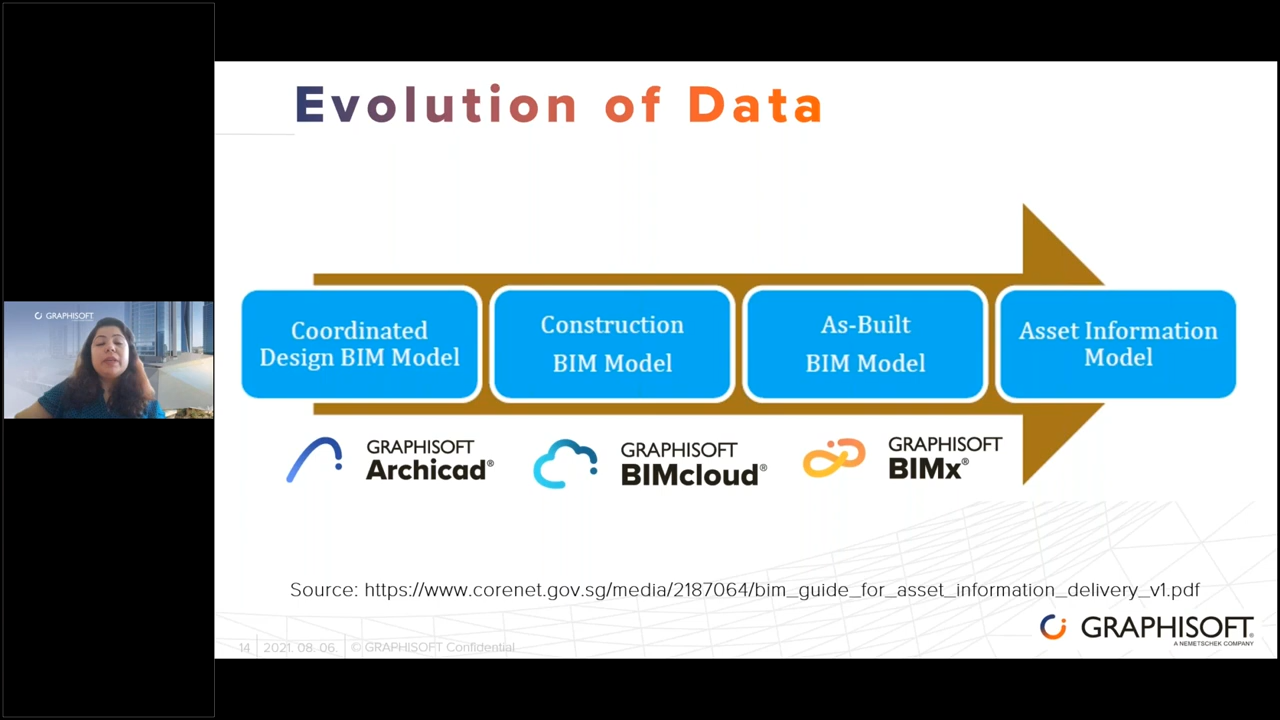 Evolution of Data
GRAPHISOFT
Coordinated
Design BIM Model
Construction
BIM Model
As-Built
BIM Model
Asset Information
Model
GRAPHISOFT
Archicad®
GRAPHISOFT
BIMcloud®
GRAPHISOFT
BIMx®
Source: https://www.corenet.gov.sg/media/2187064/bim_guide_for_asset_information_delivery_v1.pdf
GRAPHISOFT®
A NEMETSCHEK COMPANY
14 2021. 08. 06. © GRAPHISOFT Confidential